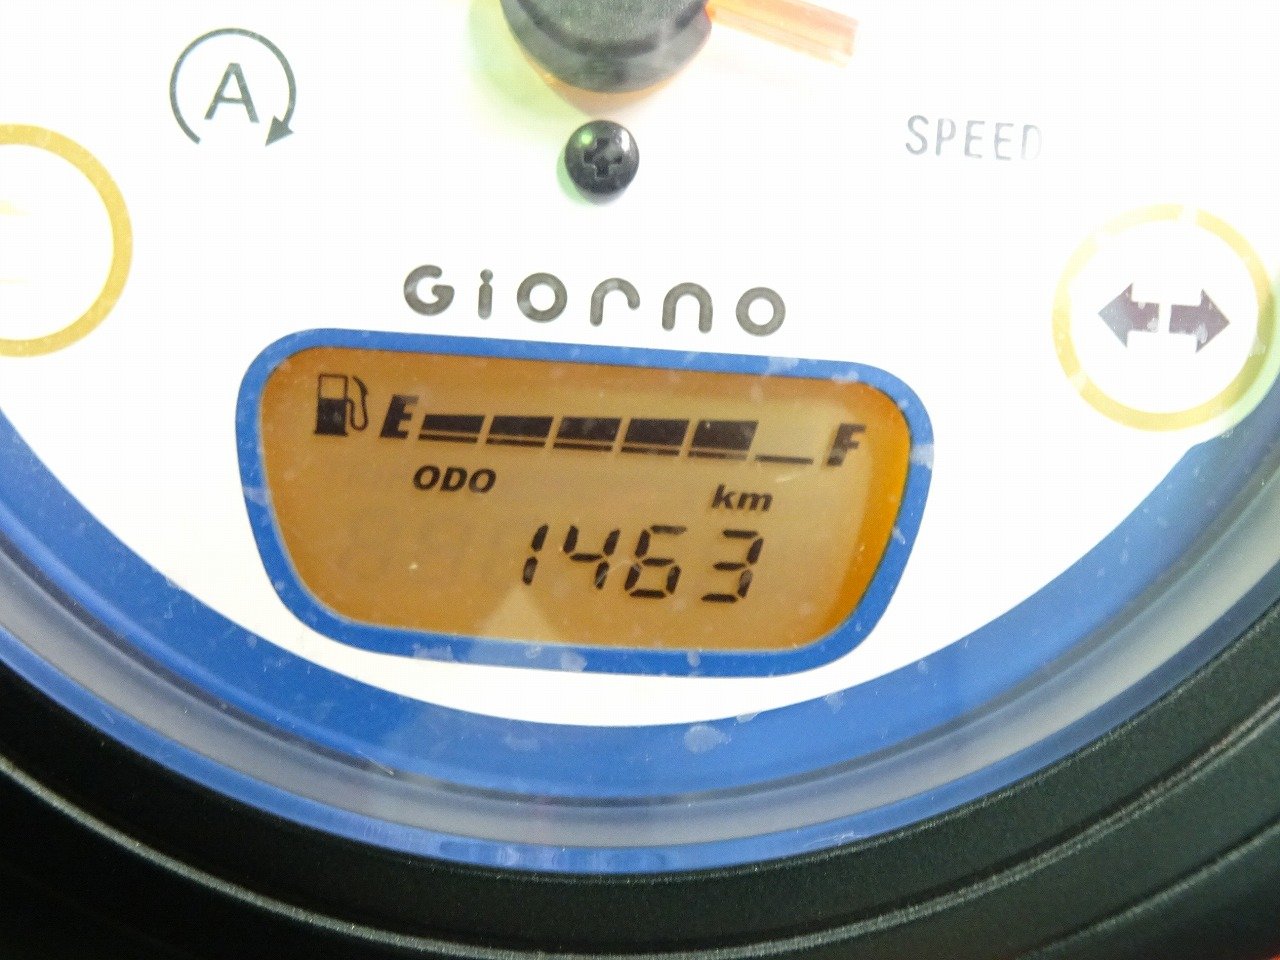 A
SPEED
Giorno
E F
ODO km
1463